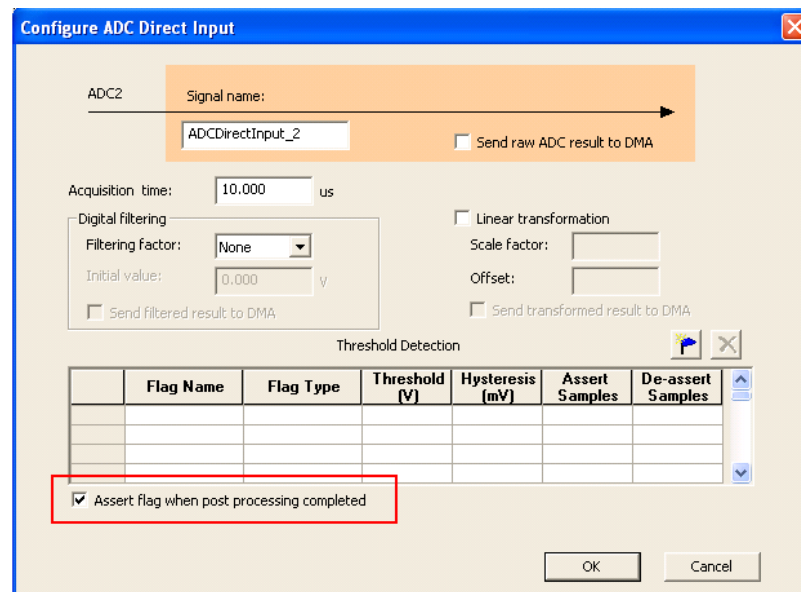 Configure ADC Direct Input
ADC2
Signal name:
ADCDirectInput_2
Send raw ADC result to DMA
Acquisition time: 10.000 us
Digital filtering
Filtering factor: None
Initial value: 0.000 V
Send filtered result to DMA
Linear transformation
Scale factor:
Offset:
Send transformed result to DMA
Threshold Detection
Flag Name Flag Type Threshold (V) Hysteresis (mV) Assert Samples De-assert Samples
Assert flag when post processing completed
OK Cancel